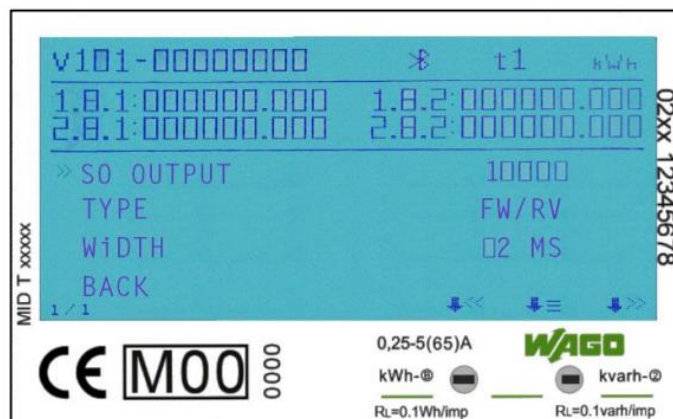 v101-00000000 t1 kWh
1.8.1:000000.000 1.8.2:000000.000
2.8.1:000000.000 2.8.2:000000.000
» SO OUTPUT 10000
TYPE FW/RV
WiDTH 02 MS
BACK
1/1 << >>
MID T xxxxx
02xx 12345678
CE M00 0000
0,25-5(65)A WAGO
kWh-⑱ kvarh-②
RL=0.1Wh/imp RL=0.1varh/imp